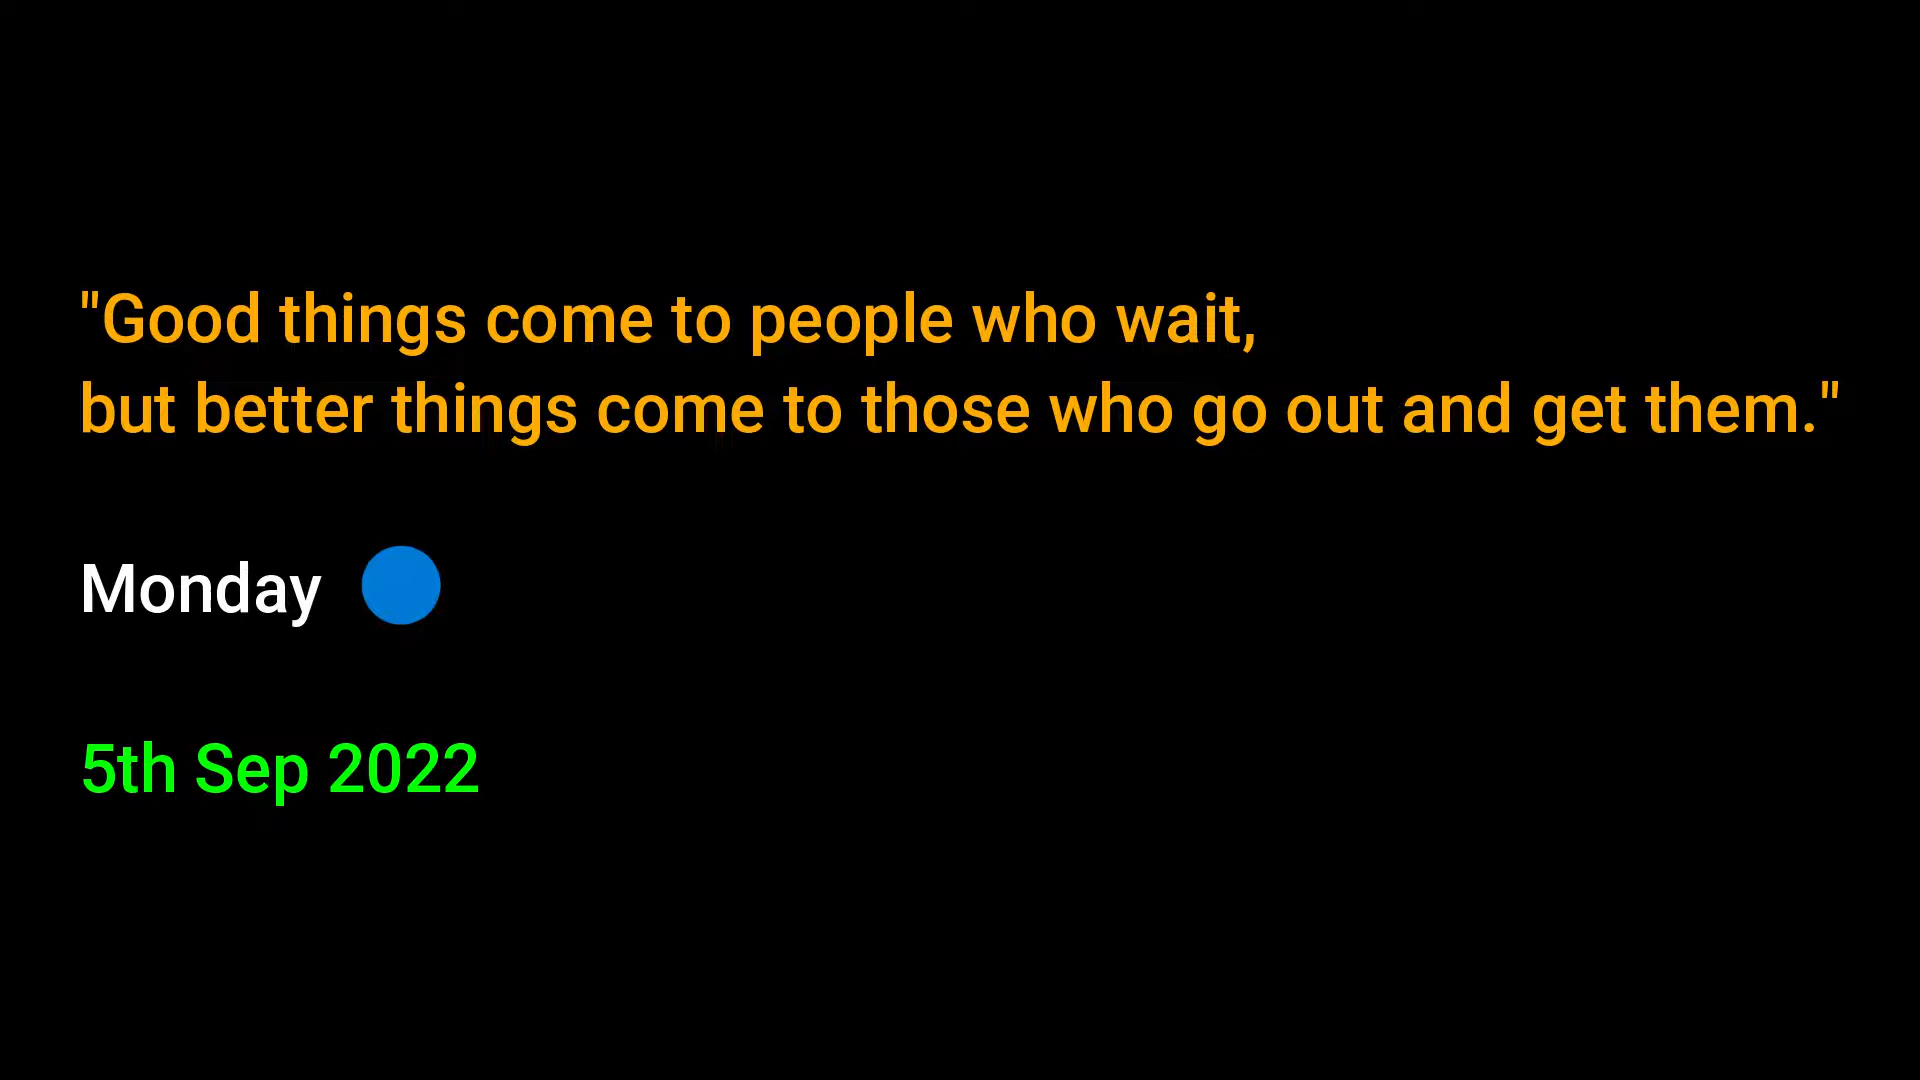 "Good things come to people who wait,
but better things come to those who go out and get them."
Monday
5th Sep 2022